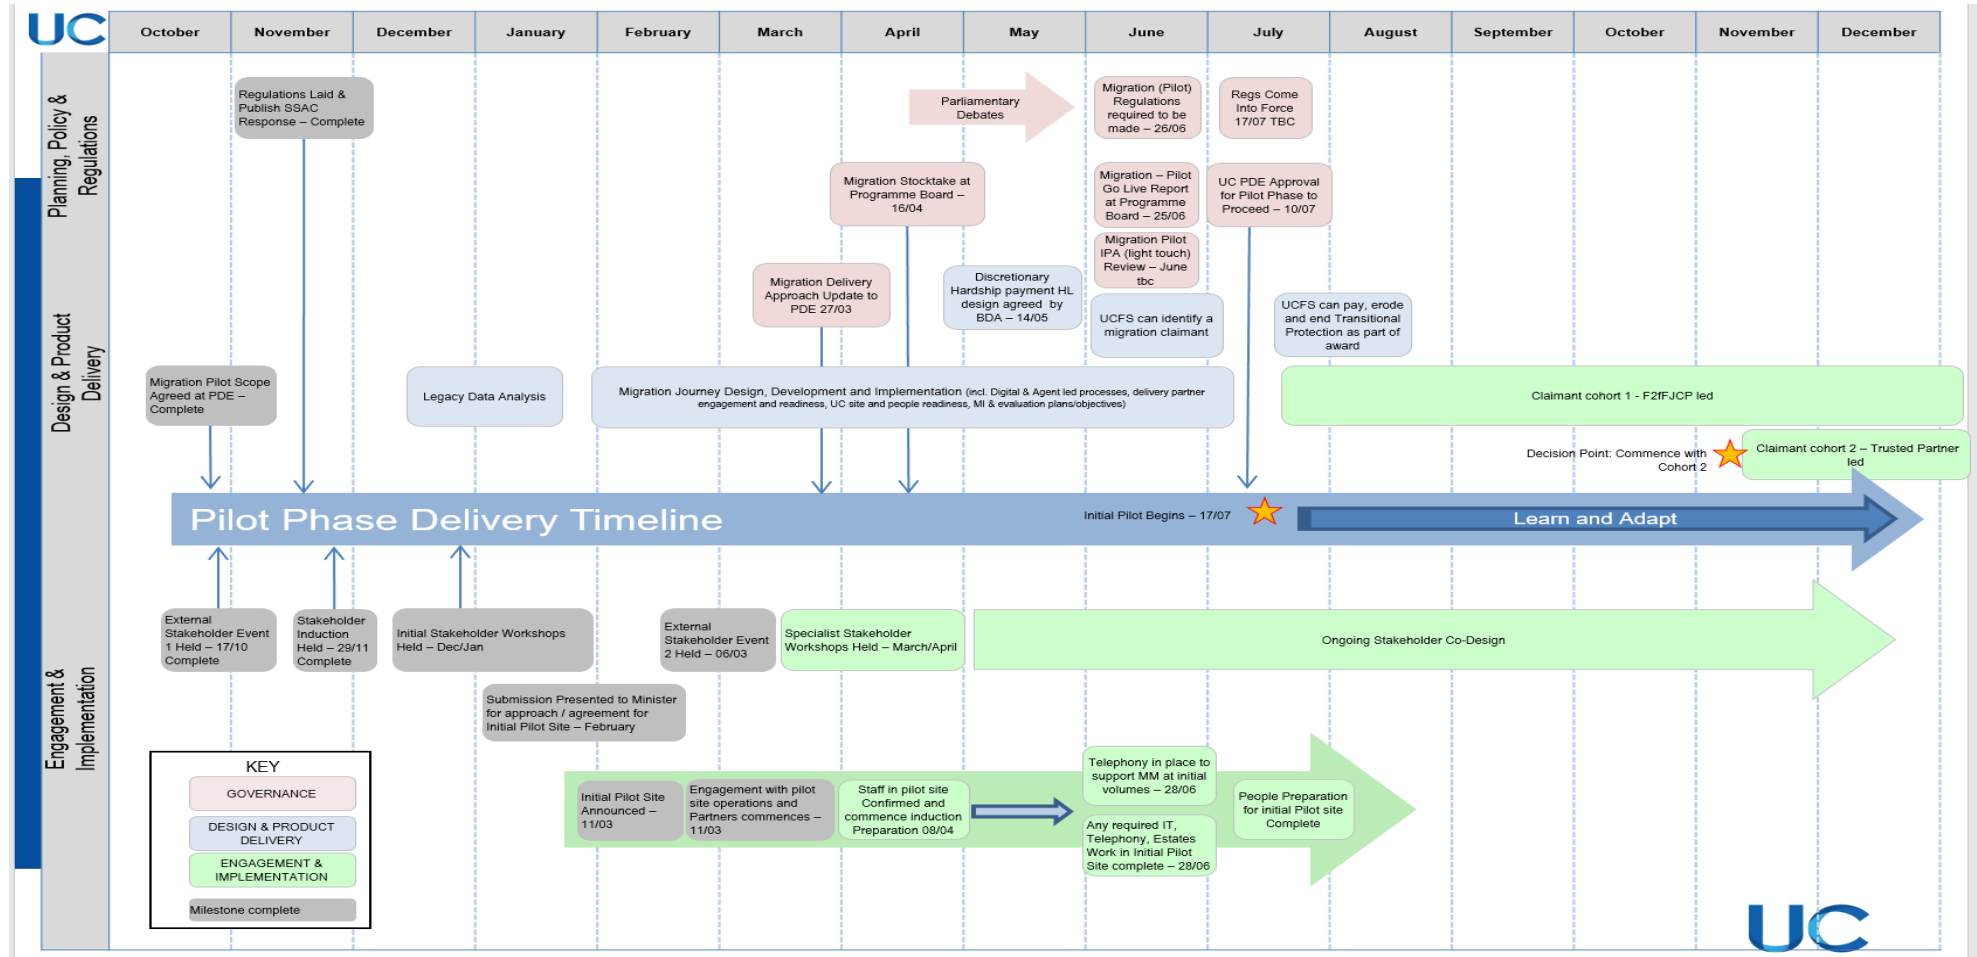 UC
October
November
December
January
February
March
April
May
June
July
August
September
October
November
December
Planning, Policy &
Regulations
Regulations Laid &
Publish SSAC
Response – Complete
Parliamentary
Debates
Migration (Pilot)
Regulations
required to be
made – 26/06
Regs Come
Into Force
17/07 TBC
Migration Stocktake at
Programme Board –
16/04
Migration – Pilot
Go Live Report
at Programme
Board – 25/06
UC PDE Approval
for Pilot Phase to
Proceed – 10/07
Migration Pilot
IPA (light touch)
Review – June
tbc
Migration Delivery
Approach Update to
PDE 27/03
Design & Product
Delivery
Discretionary
Hardship payment HL
design agreed by
BDA – 14/05
UCFS can identify a
migration claimant
UCFS can pay, erode
and end Transitional
Protection as part of
award
Migration Pilot Scope
Agreed at PDE –
Complete
Legacy Data Analysis
Migration Journey Design, Development and Implementation (incl. Digital & Agent led processes, delivery partner
engagement and readiness, UC site and people readiness, MI & evaluation plans/objectives)
Claimant cohort 1 - F2fFJCP led
Decision Point: Commence with
Cohort 2
Claimant cohort 2 – Trusted Partner
led
Pilot Phase Delivery Timeline
Initial Pilot Begins – 17/07
Learn and Adapt
Engagement &
Implementation
External
Stakeholder Event
1 Held – 17/10
Complete
Stakeholder
Induction
Held – 29/11
Complete
Initial Stakeholder Workshops
Held – Dec/Jan
External
Stakeholder Event
2 Held – 06/03
Specialist Stakeholder
Workshops Held – March/April
Ongoing Stakeholder Co-Design
Submission Presented to Minister
for approach / agreement for
Initial Pilot Site – February
Initial Pilot Site
Announced –
11/03
Engagement with pilot
site operations and
Partners commences –
11/03
Staff in pilot site
Confirmed and
commence induction
Preparation 08/04
Telephony in place to
support MM at initial
volumes – 28/06
Any required IT,
Telephony, Estates
Work in Initial Pilot
Site complete – 28/06
People Preparation
for initial Pilot site
Complete
KEY
GOVERNANCE
DESIGN & PRODUCT
DELIVERY
ENGAGEMENT &
IMPLEMENTATION
Milestone complete
UC